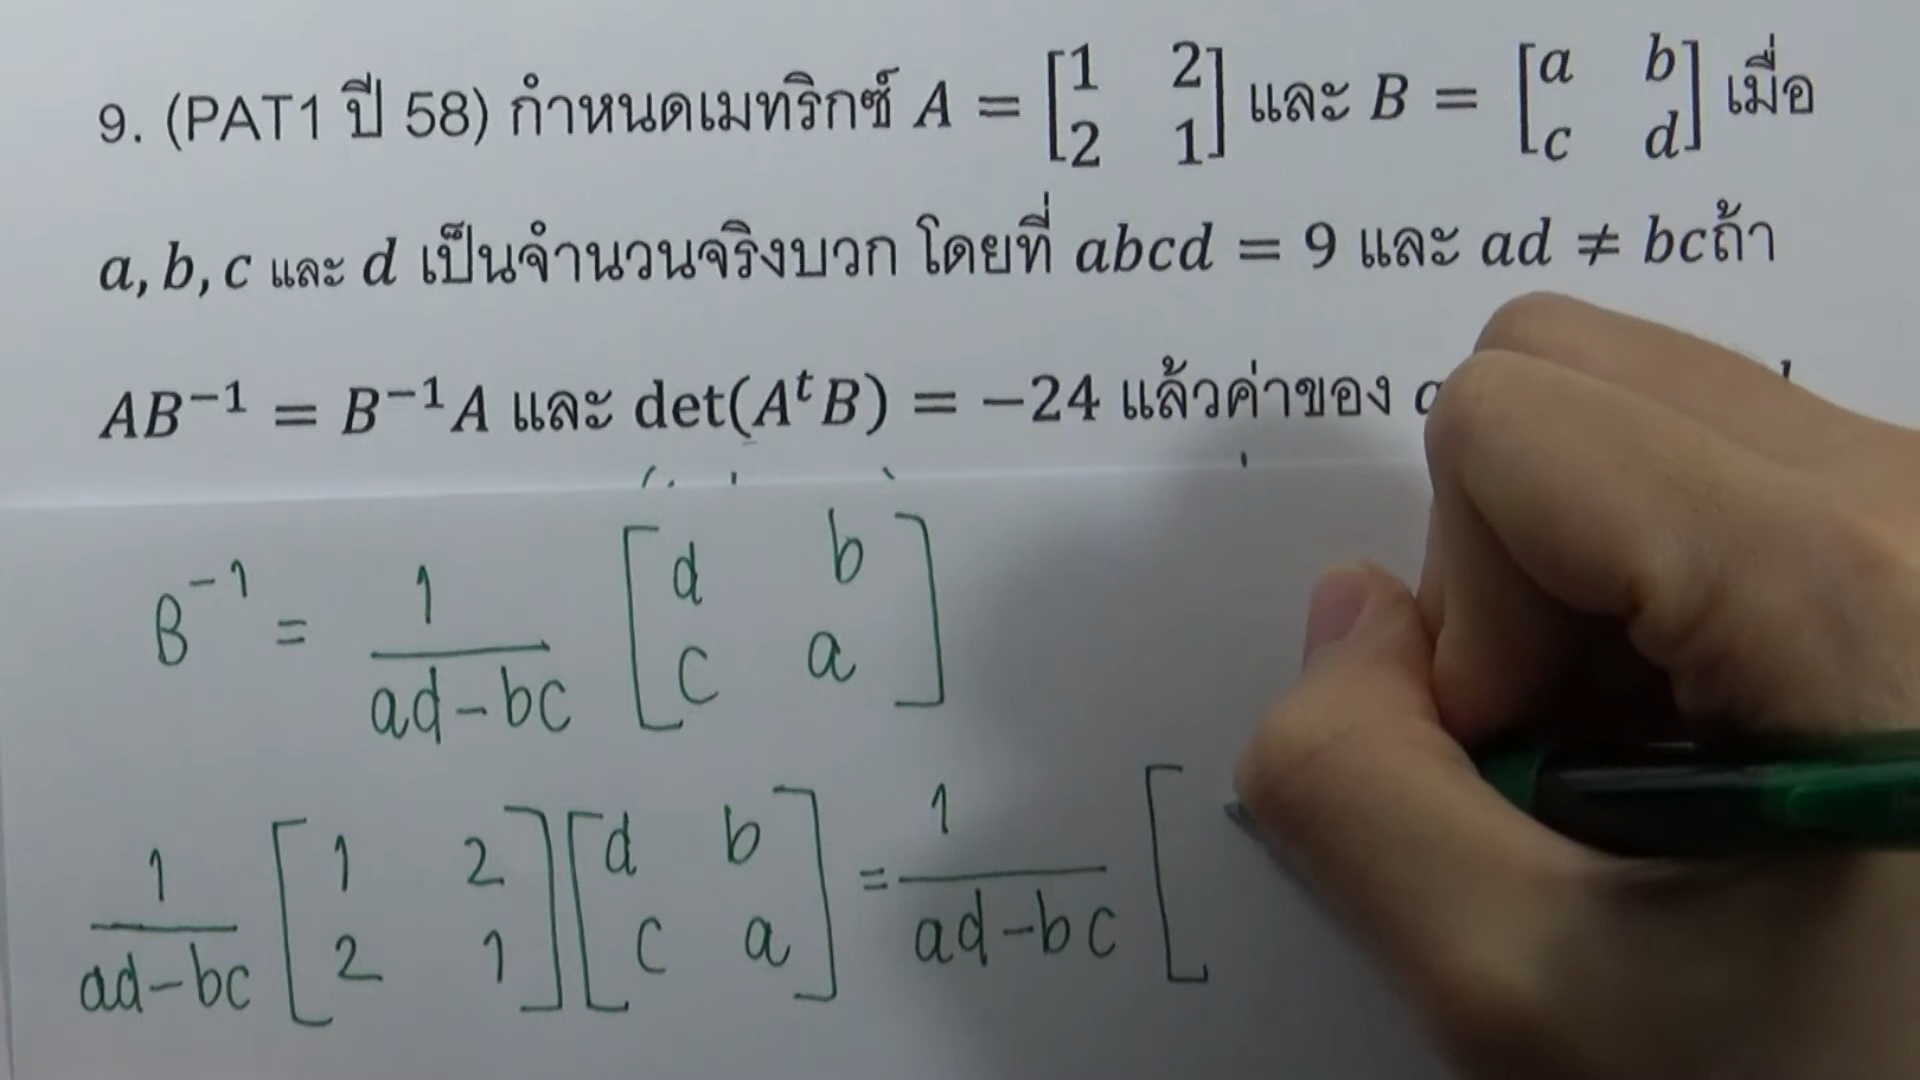 9. (PAT1 ปี 58) กำหนดเมทริกซ์ A = [1 2; 2 1] และ B = [a b; c d] เมื่อ
a, b, c และ d เป็นจำนวนจริงบวก โดยที่ abcd = 9 และ ad ≠ bcถ้า
AB⁻¹ = B⁻¹A และ det(AᵗB) = −24 แล้วค่าของ
B⁻¹ = 1/(ad-bc) [d b; c a]
1/(ad-bc) [1 2; 2 1][d b; c a] = 1/(ad-bc) [